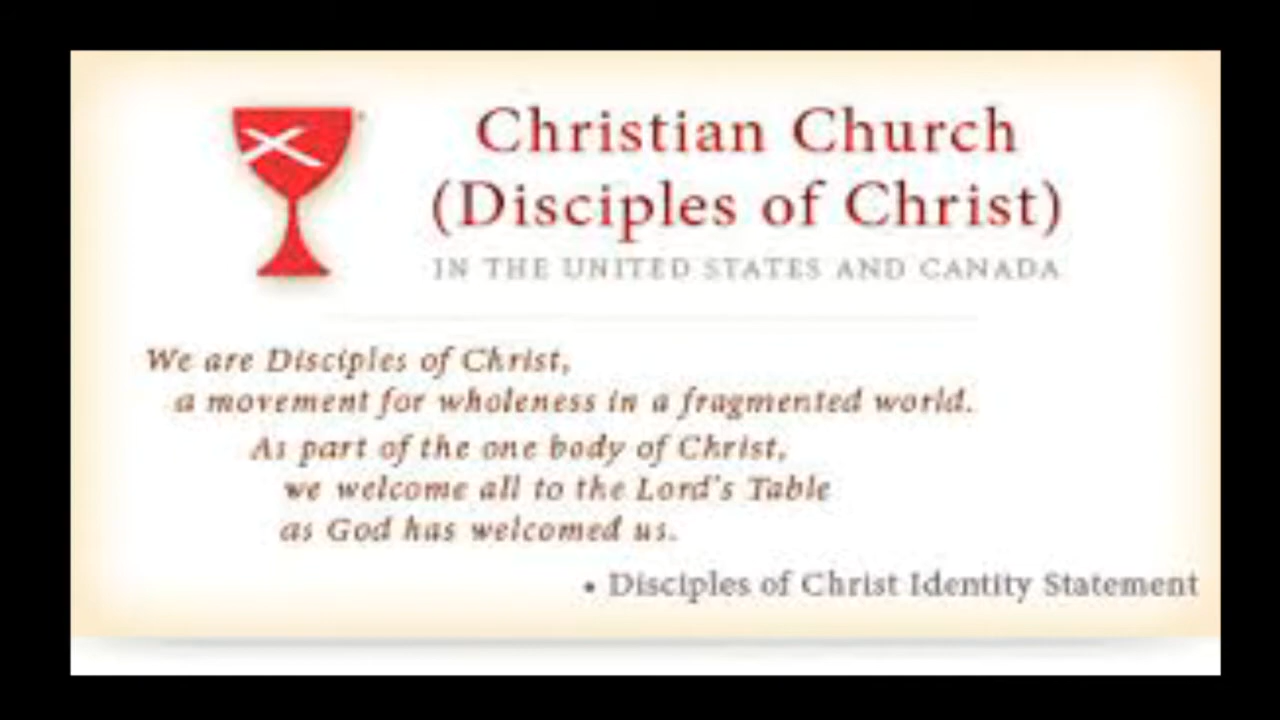 Christian Church
(Disciples of Christ)
IN THE UNITED STATES AND CANADA
We are Disciples of Christ,
a movement for wholeness in a fragmented world.
As part of the one body of Christ,
we welcome all to the Lord's Table
as God has welcomed us.
• Disciples of Christ Identity Statement